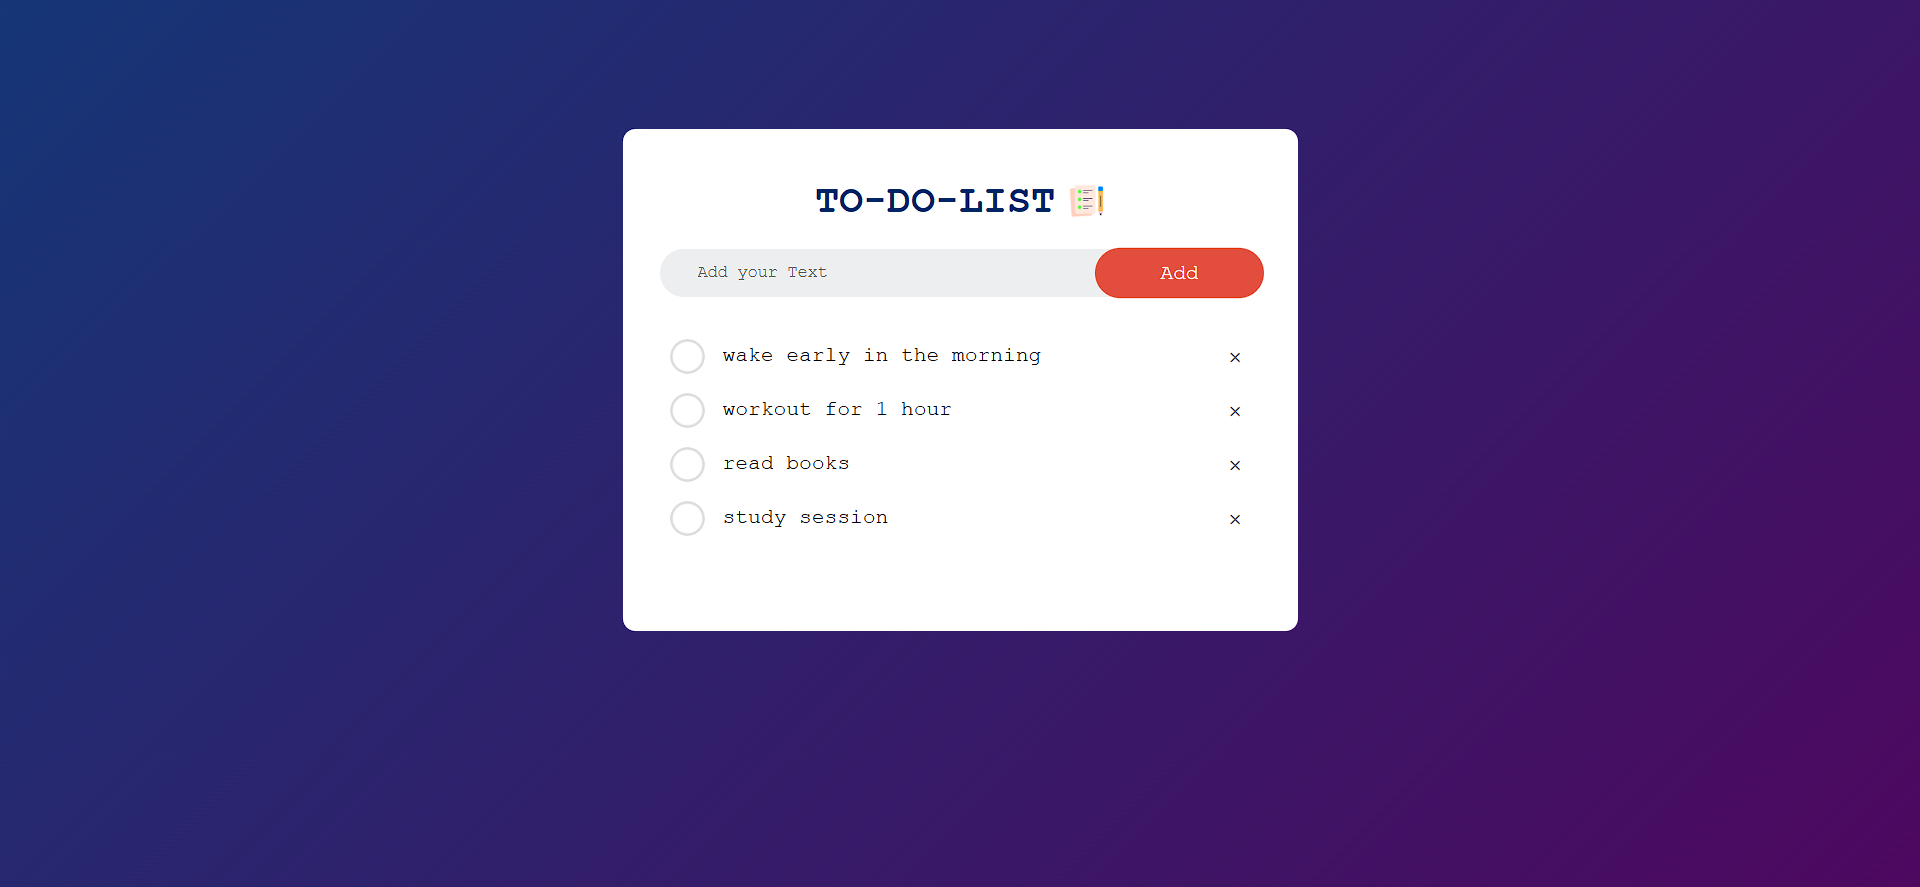 TO-DO-LIST
Add your Text
Add
wake early in the morning ×
workout for 1 hour ×
read books ×
study session ×